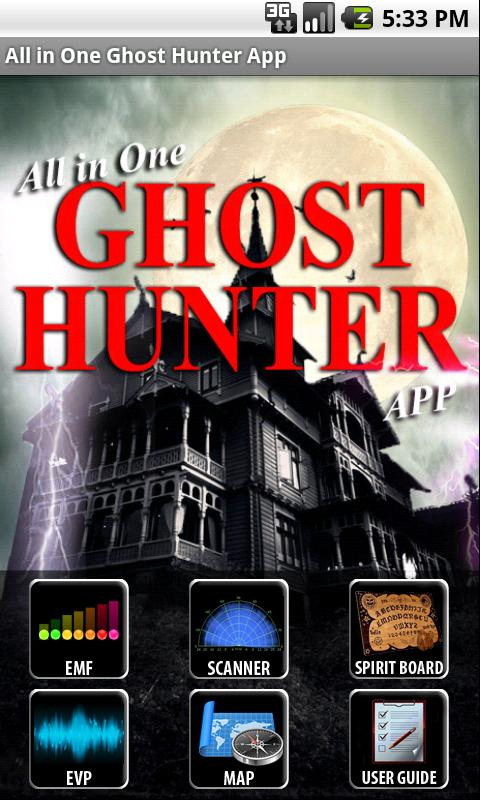 3G 5:33 PM
All in One Ghost Hunter App
All in One
GHOST
HUNTER
APP
EMF
SCANNER
SPIRIT BOARD
EVP
MAP
USER GUIDE